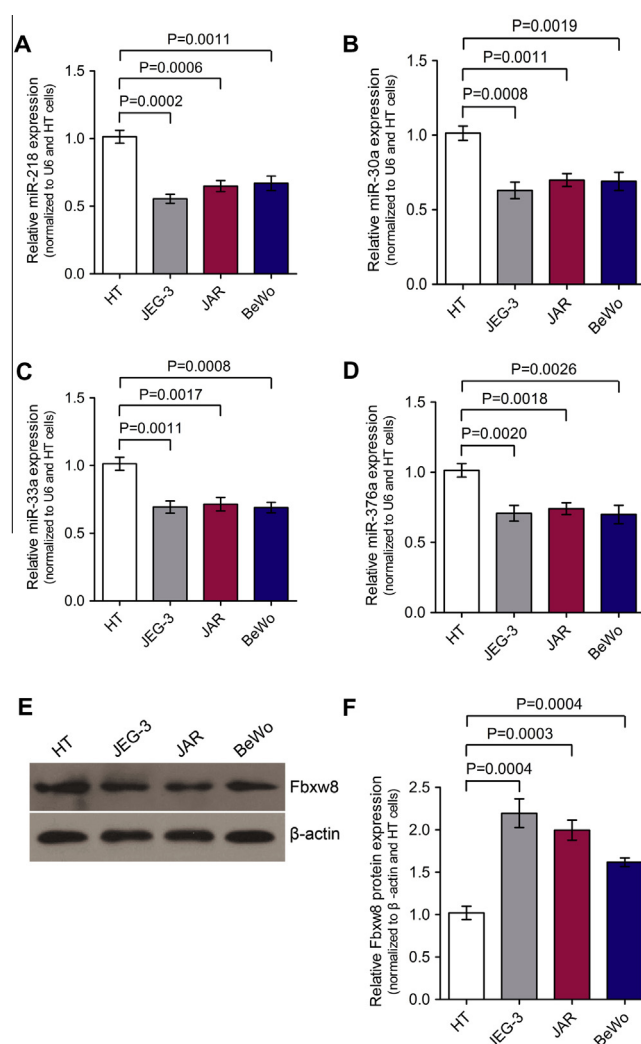 A
P=0.0011
P=0.0006
P=0.0002
Relative miR-218 expression
(normalized to U6 and HT cells)
1.5
1.0
0.5
0.0
HT
JEG-3
JAR
BeWo
B
P=0.0019
P=0.0011
P=0.0008
Relative miR-30a expression
(normalized to U6 and HT cells)
1.5
1.0
0.5
0.0
HT
JEG-3
JAR
BeWo
C
P=0.0008
P=0.0017
P=0.0011
Relative miR-33a expression
(normalized to U6 and HT cells)
1.5
1.0
0.5
0.0
HT
JEG-3
JAR
BeWo
D
P=0.0026
P=0.0018
P=0.0020
Relative miR-376a expression
(normalized to U6 and HT cells)
1.5
1.0
0.5
0.0
HT
JEG-3
JAR
BeWo
E
HT
JEG-3
JAR
BeWo
Fbxw8
β-actin
F
P=0.0004
P=0.0003
P=0.0004
Relative Fbxw8 protein expression
(normalized to β -actin and HT cells)
2.5
2.0
1.5
1.0
0.5
0.0
HT
JEG-3
JAR
BeWo